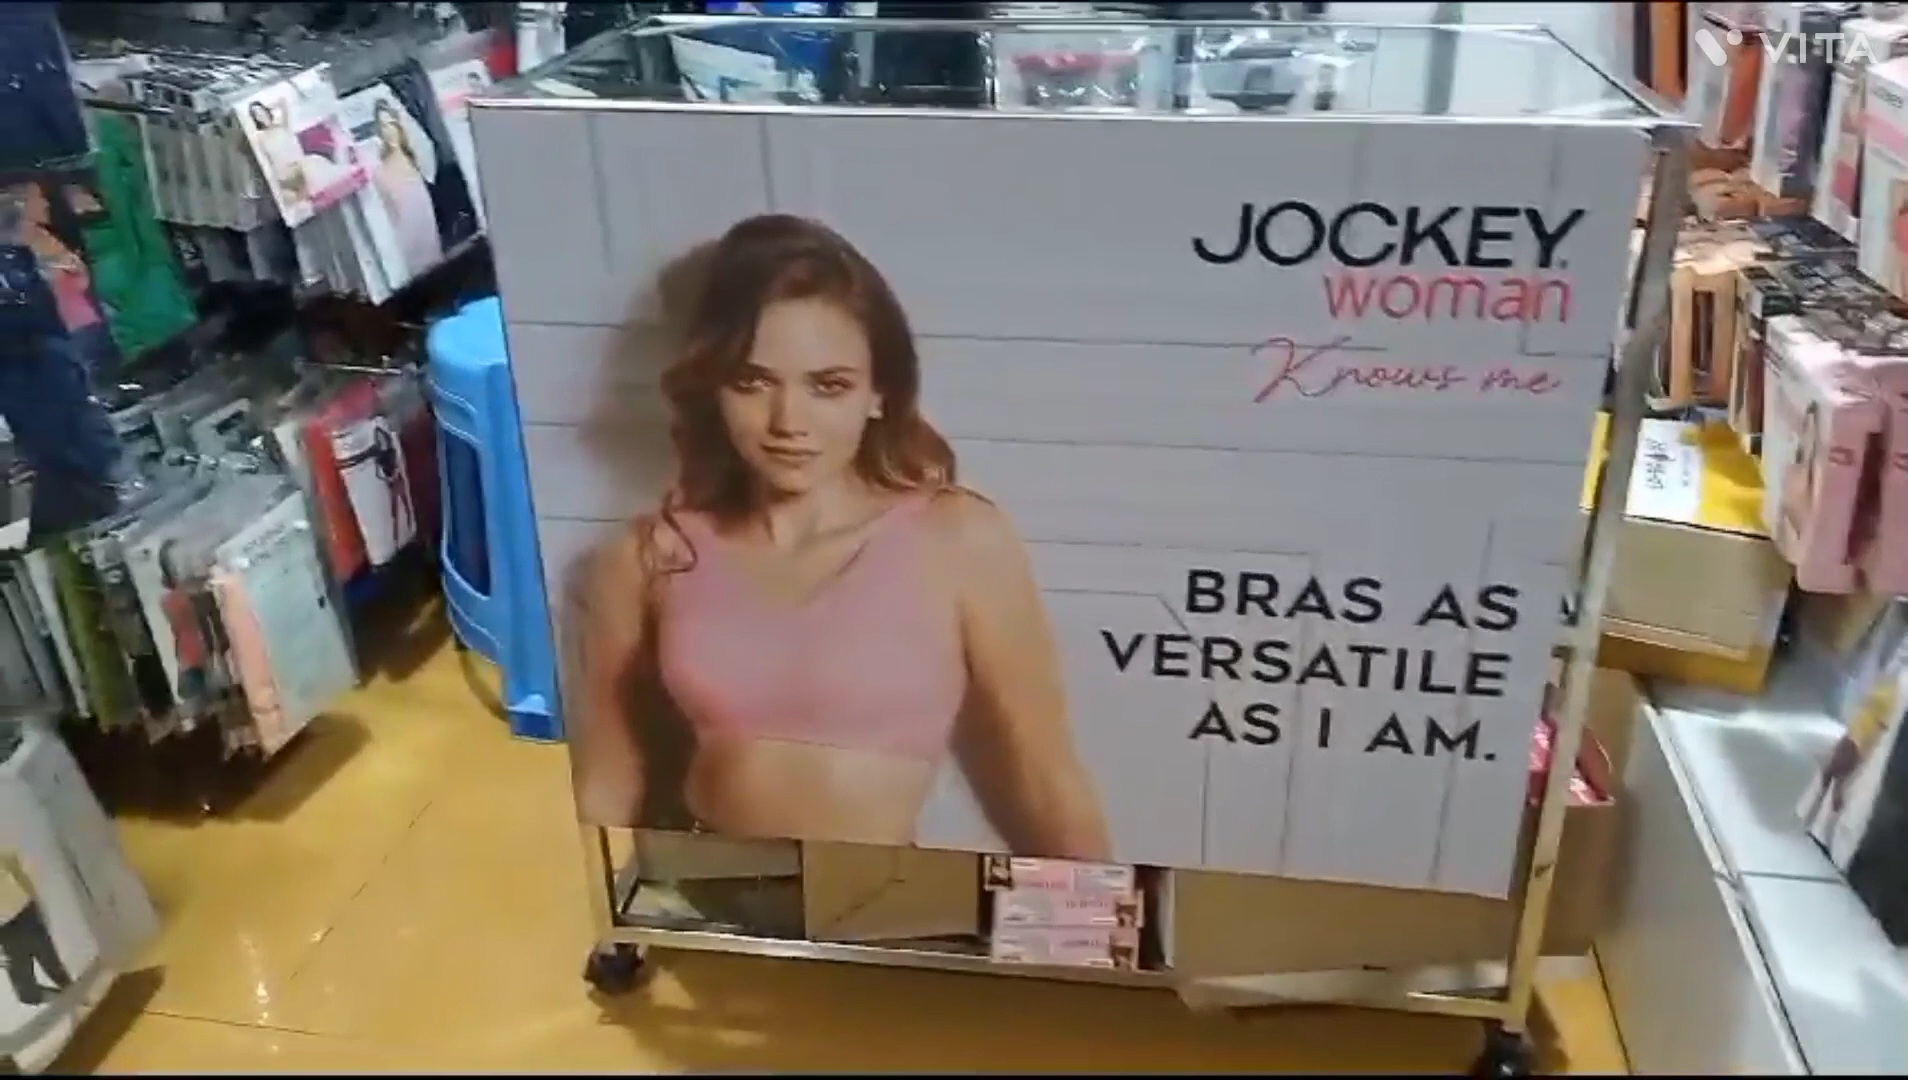 VITA
JOCKEY
woman
Knows me
BRAS AS
VERSATILE
AS I AM.